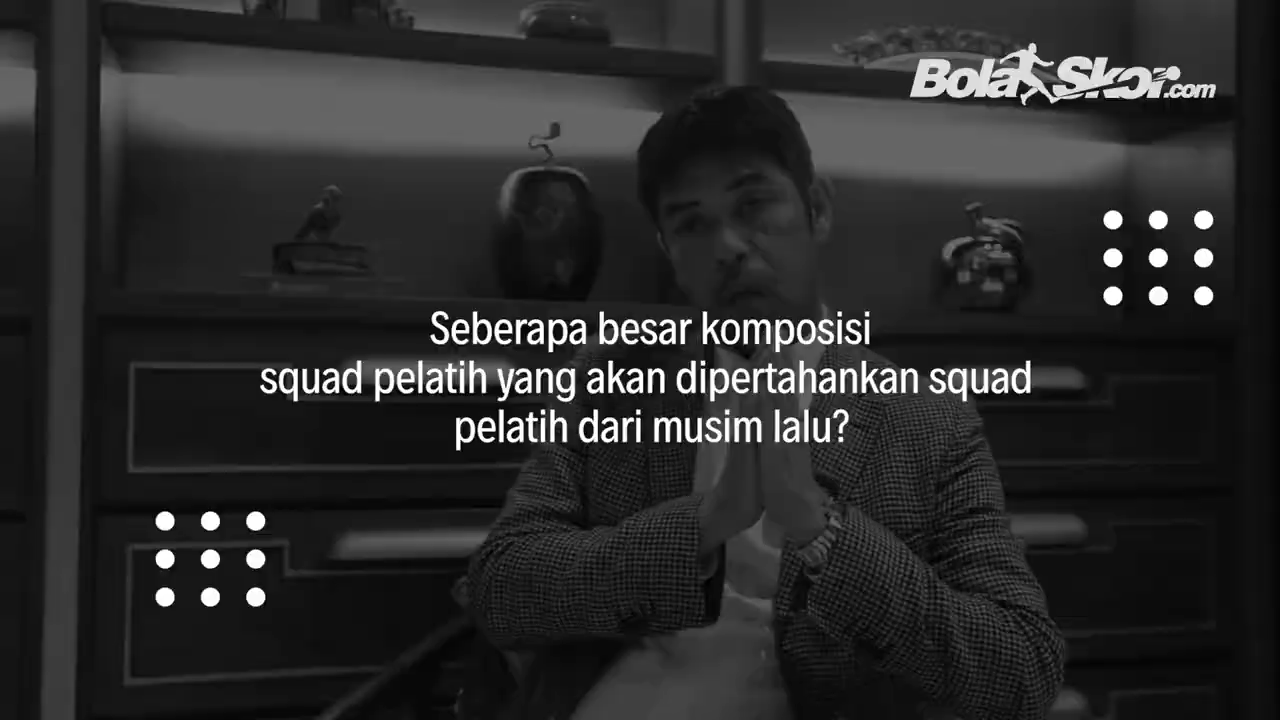 BolaSkor.com
Seberapa besar komposisi
squad pelatih yang akan dipertahankan squad
pelatih dari musim lalu?